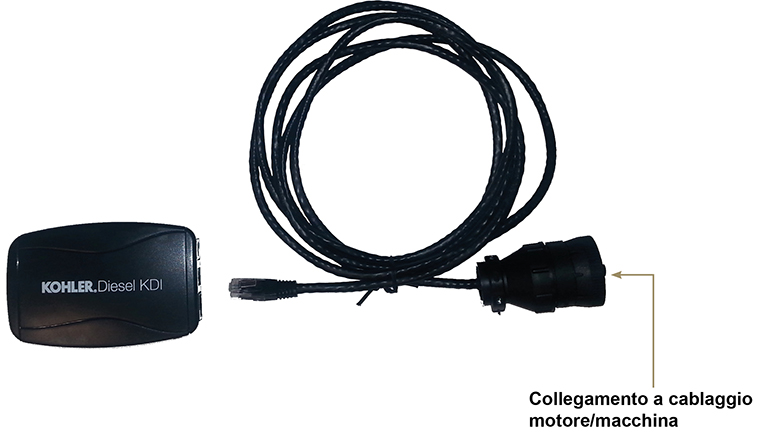 KOHLER.Diesel KDI
Collegamento a cablaggio
motore/macchina